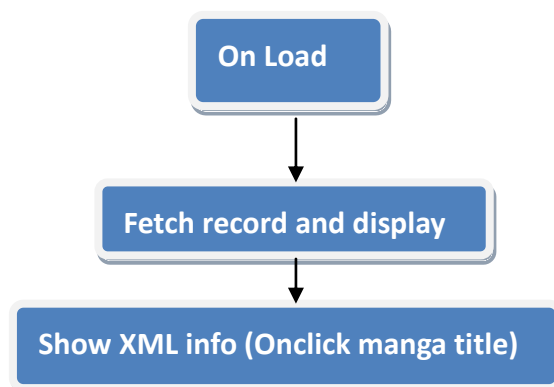 On Load
Fetch record and display
Show XML info (Onclick manga title)